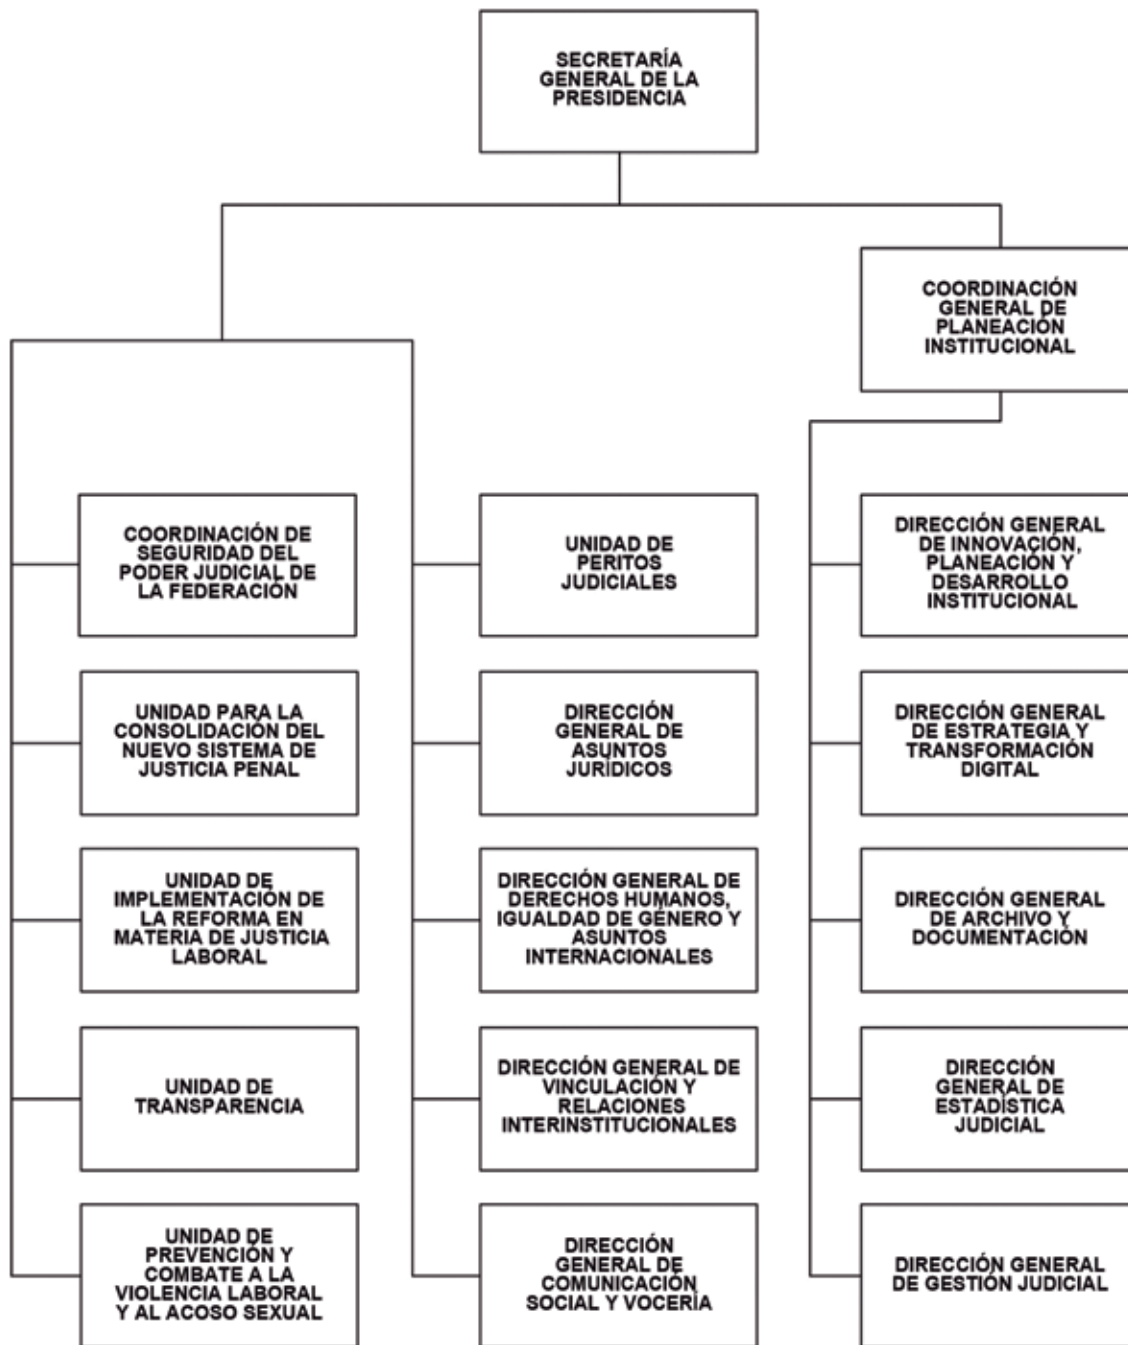 SECRETARÍA
GENERAL DE LA
PRESIDENCIA
COORDINACIÓN
GENERAL DE
PLANEACIÓN
INSTITUCIONAL
COORDINACIÓN DE
SEGURIDAD DEL
PODER JUDICIAL DE
LA FEDERACIÓN
UNIDAD PARA LA
CONSOLIDACIÓN DEL
NUEVO SISTEMA DE
JUSTICIA PENAL
UNIDAD DE
IMPLEMENTACIÓN DE
LA REFORMA EN
MATERIA DE JUSTICIA
LABORAL
UNIDAD DE
TRANSPARENCIA
UNIDAD DE
PREVENCIÓN Y
COMBATE A LA
VIOLENCIA LABORAL
Y AL ACOSO SEXUAL
UNIDAD DE
PERITOS
JUDICIALES
DIRECCIÓN
GENERAL DE
ASUNTOS
JURÍDICOS
DIRECCIÓN GENERAL DE
DERECHOS HUMANOS,
IGUALDAD DE GÉNERO Y
ASUNTOS
INTERNACIONALES
DIRECCIÓN GENERAL DE
VINCULACIÓN Y
RELACIONES
INTERINSTITUCIONALES
DIRECCIÓN
GENERAL DE
COMUNICACIÓN
SOCIAL Y VOCERÍA
DIRECCIÓN GENERAL
DE INNOVACIÓN,
PLANEACIÓN Y
DESARROLLO
INSTITUCIONAL
DIRECCIÓN GENERAL
DE ESTRATEGIA Y
TRANSFORMACIÓN
DIGITAL
DIRECCIÓN GENERAL
DE ARCHIVO Y
DOCUMENTACIÓN
DIRECCIÓN
GENERAL DE
ESTADÍSTICA
JUDICIAL
DIRECCIÓN GENERAL
DE GESTIÓN JUDICIAL